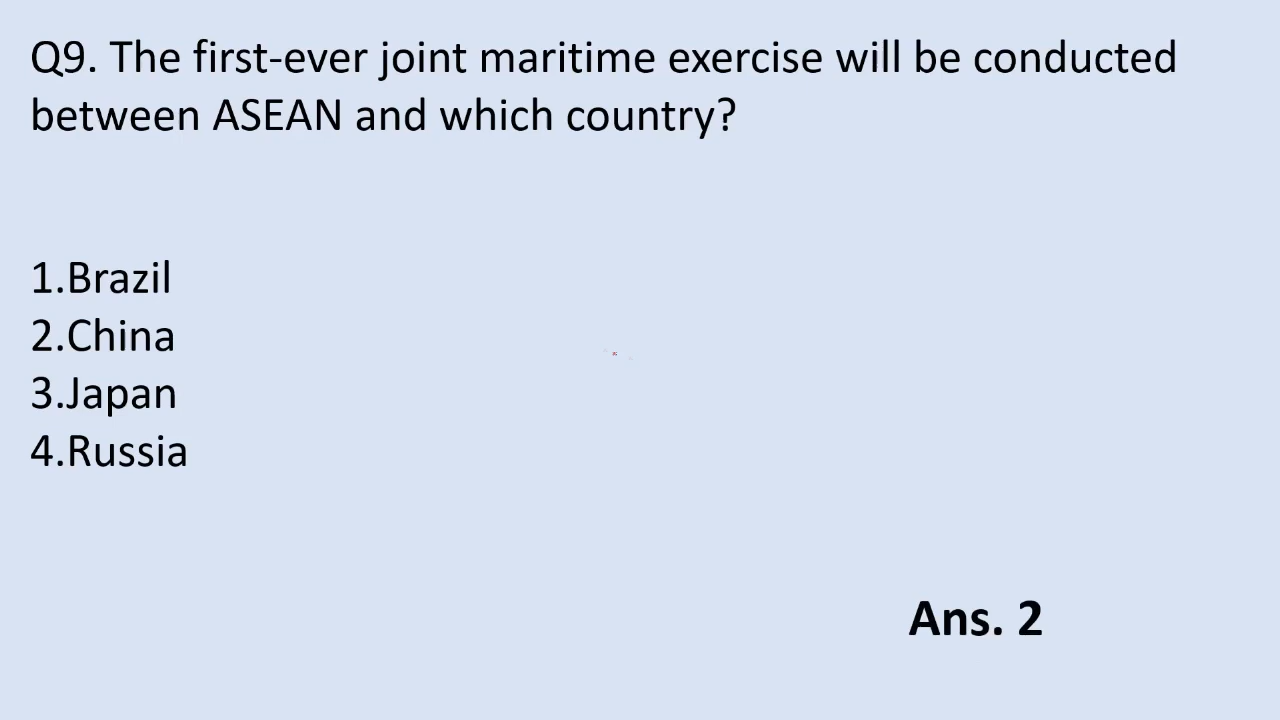 Q9. The first-ever joint maritime exercise will be conducted
between ASEAN and which country?
1.Brazil
2.China
3.Japan
4.Russia
Ans. 2